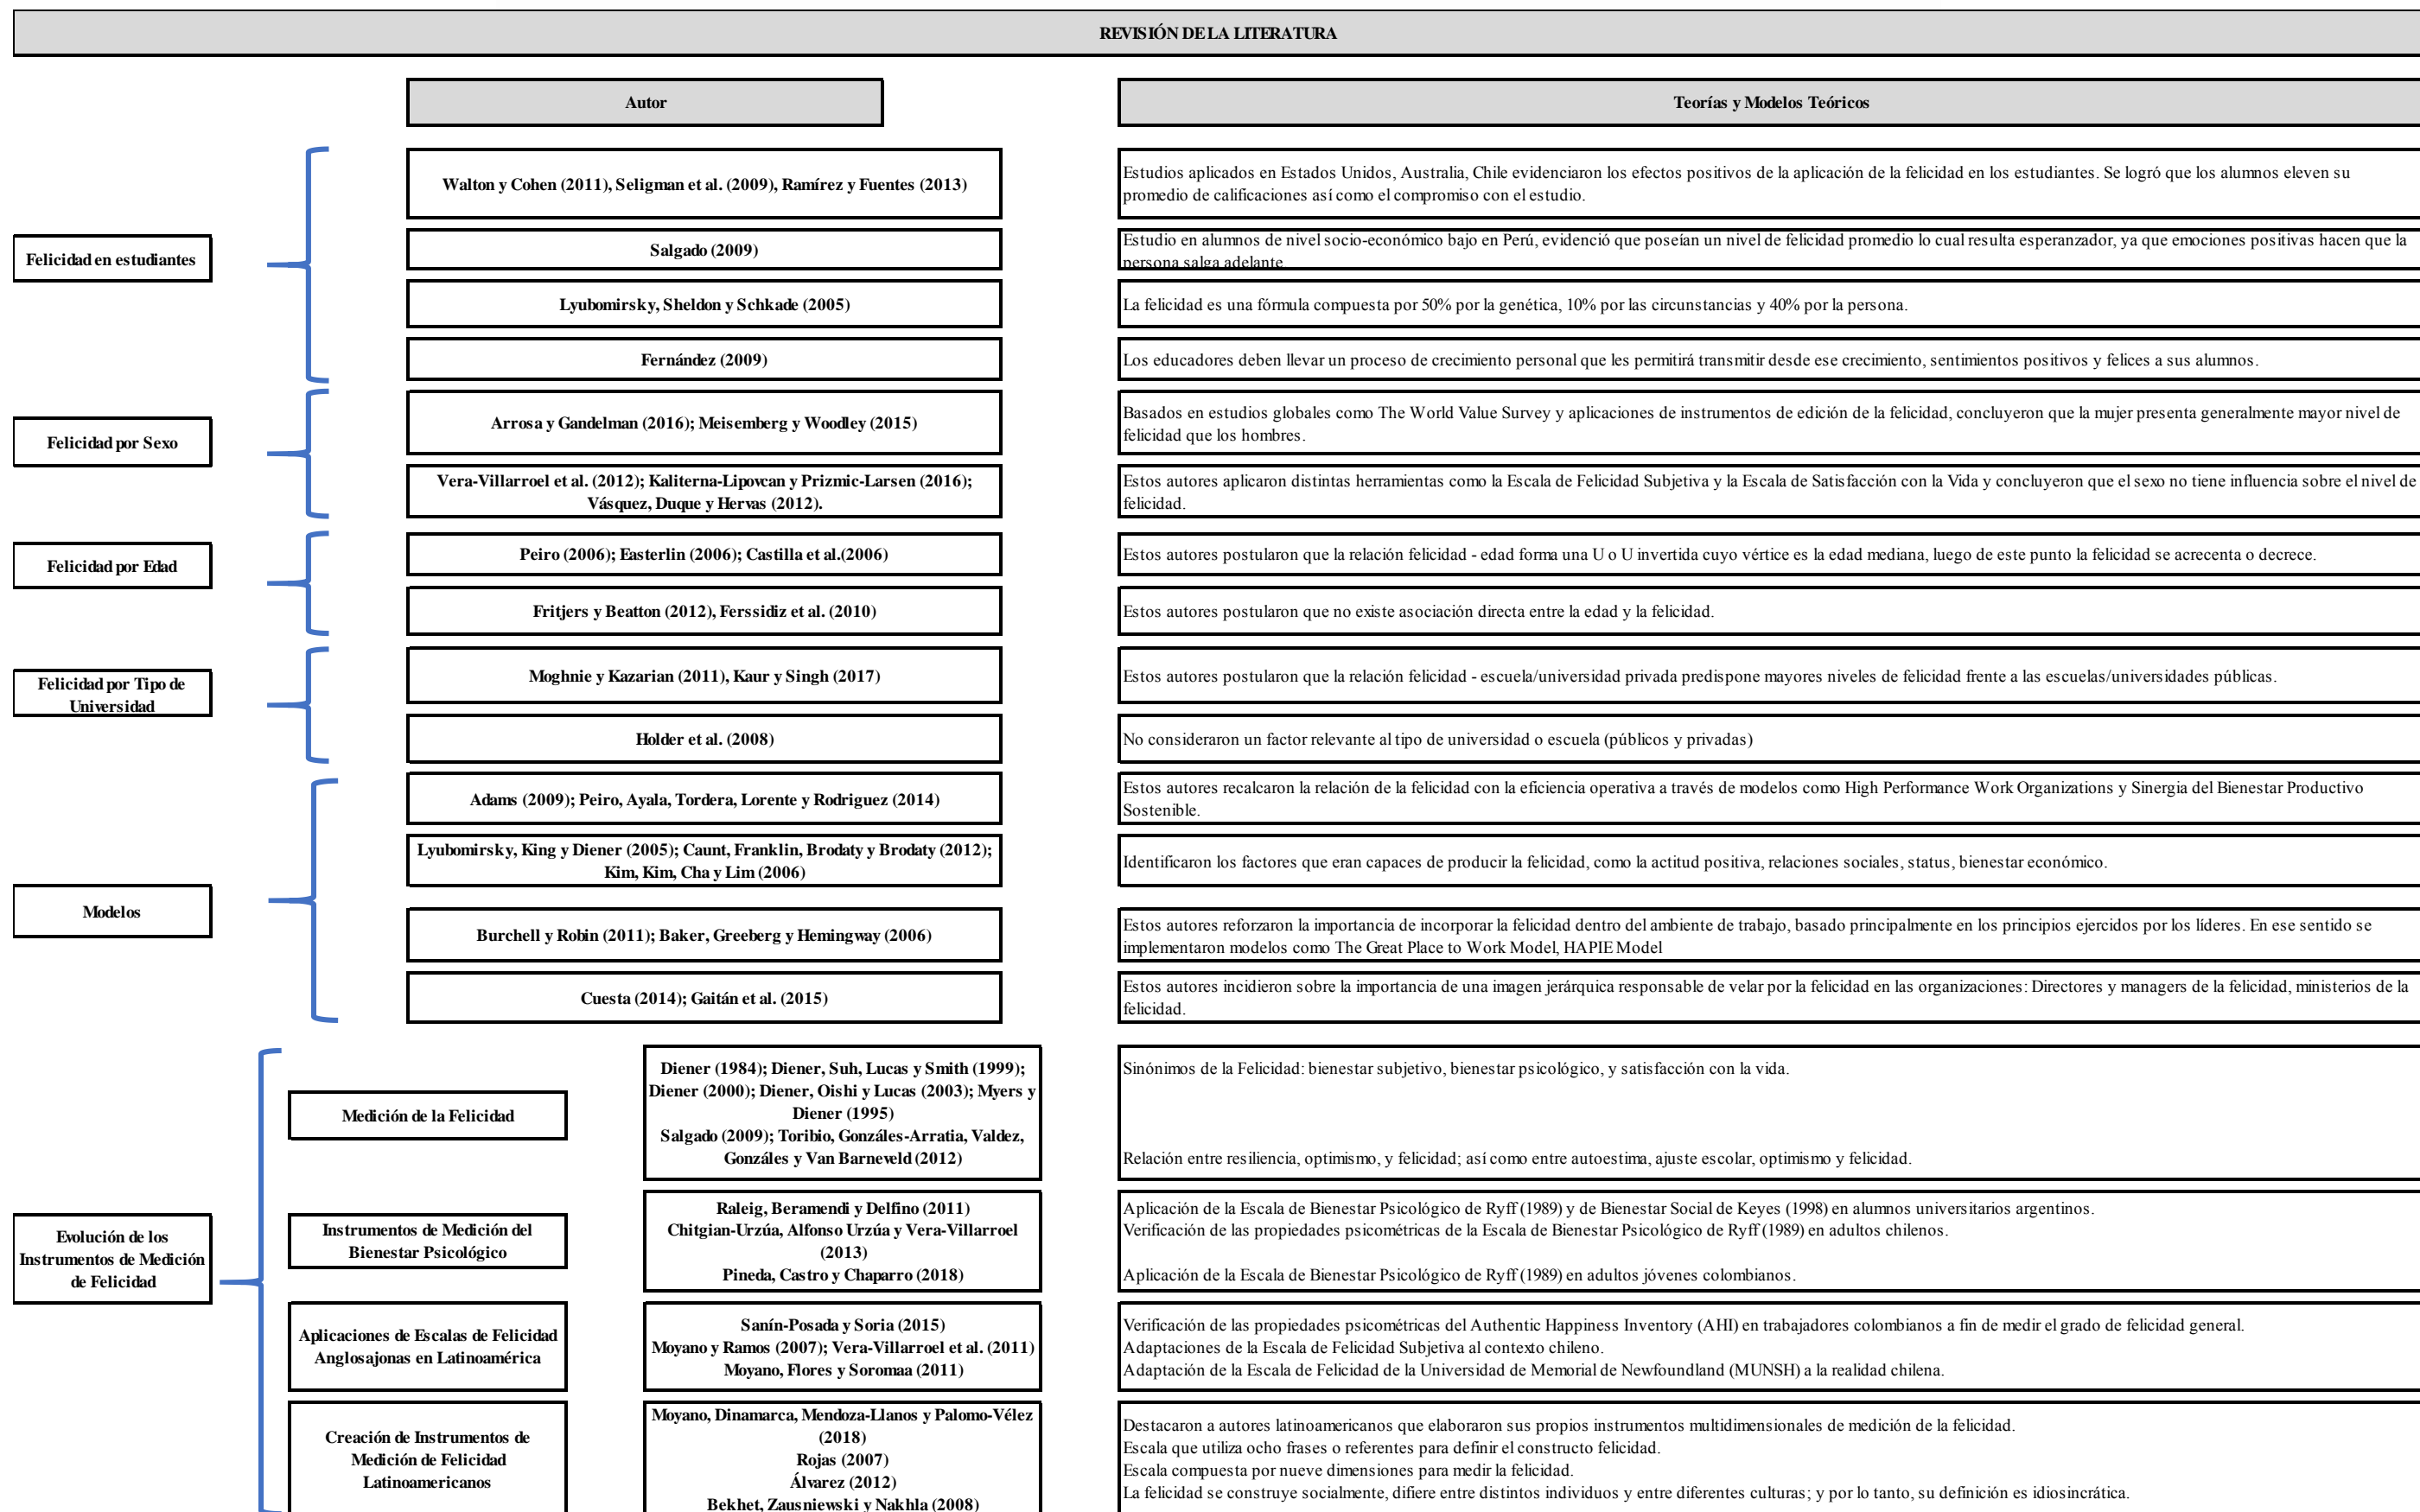 REVISIÓN DE LA LITERATURA
Autor
Teorías y Modelos Teóricos
Felicidad en estudiantes
Walton y Cohen (2011), Seligman et al. (2009), Ramírez y Fuentes (2013)
Estudios aplicados en Estados Unidos, Australia, Chile evidenciaron los efectos positivos de la aplicación de la felicidad en los estudiantes. Se logró que los alumnos eleven su
promedio de calificaciones así como el compromiso con el estudio.
Salgado (2009)
Estudio en alumnos de nivel socio-económico bajo en Perú, evidenció que poseían un nivel de felicidad promedio lo cual resulta esperanzador, ya que emociones positivas hacen que la
persona salga adelante
Lyubomirsky, Sheldon y Schkade (2005)
La felicidad es una fórmula compuesta por 50% por la genética, 10% por las circunstancias y 40% por la persona.
Fernández (2009)
Los educadores deben llevar un proceso de crecimiento personal que les permitirá transmitir desde ese crecimiento, sentimientos positivos y felices a sus alumnos.
Felicidad por Sexo
Arrosa y Gandelman (2016); Meisemberg y Woodley (2015)
Basados en estudios globales como The World Value Survey y aplicaciones de instrumentos de edición de la felicidad, concluyeron que la mujer presenta generalmente mayor nivel de
felicidad que los hombres.
Vera-Villarroel et al. (2012); Kaliterna-Lipovcan y Prizmic-Larsen (2016);
Vásquez, Duque y Hervas (2012).
Estos autores aplicaron distintas herramientas como la Escala de Felicidad Subjetiva y la Escala de Satisfacción con la Vida y concluyeron que el sexo no tiene influencia sobre el nivel de
felicidad.
Felicidad por Edad
Peiro (2006); Easterlin (2006); Castilla et al.(2006)
Estos autores postularon que la relación felicidad - edad forma una U o U invertida cuyo vértice es la edad mediana, luego de este punto la felicidad se acrecenta o decrece.
Fritjers y Beatton (2012), Ferssidiz et al. (2010)
Estos autores postularon que no existe asociación directa entre la edad y la felicidad.
Felicidad por Tipo de
Universidad
Moghnie y Kazarian (2011), Kaur y Singh (2017)
Estos autores postularon que la relación felicidad - escuela/universidad privada predispone mayores niveles de felicidad frente a las escuelas/universidades públicas.
Holder et al. (2008)
No consideraron un factor relevante al tipo de universidad o escuela (públicos y privadas)
Modelos
Adams (2009); Peiro, Ayala, Tordera, Lorente y Rodriguez (2014)
Estos autores recalcaron la relación de la felicidad con la eficiencia operativa a través de modelos como High Performance Work Organizations y Sinergia del Bienestar Productivo
Sostenible.
Lyubomirsky, King y Diener (2005); Caunt, Franklin, Brodaty y Brodaty (2012);
Kim, Kim, Cha y Lim (2006)
Identificaron los factores que eran capaces de producir la felicidad, como la actitud positiva, relaciones sociales, status, bienestar económico.
Burchell y Robin (2011); Baker, Greeberg y Hemingway (2006)
Estos autores reforzaron la importancia de incorporar la felicidad dentro del ambiente de trabajo, basado principalmente en los principios ejercidos por los líderes. En ese sentido se
implementaron modelos como The Great Place to Work Model, HAPIE Model
Cuesta (2014); Gaitán et al. (2015)
Estos autores incidieron sobre la importancia de una imagen jerárquica responsable de velar por la felicidad en las organizaciones: Directores y managers de la felicidad, ministerios de la
felicidad.
Evolución de los
Instrumentos de Medición
de Felicidad
Medición de la Felicidad
Diener (1984); Diener, Suh, Lucas y Smith (1999);
Diener (2000); Diener, Oishi y Lucas (2003); Myers y
Diener (1995)
Salgado (2009); Toribio, Gonzáles-Arratia, Valdez,
Gonzáles y Van Barneveld (2012)
Sinónimos de la Felicidad: bienestar subjetivo, bienestar psicológico, y satisfacción con la vida.
Relación entre resiliencia, optimismo, y felicidad; así como entre autoestima, ajuste escolar, optimismo y felicidad.
Instrumentos de Medición del
Bienestar Psicológico
Raleig, Beramendi y Delfino (2011)
Chitgian-Urzúa, Alfonso Urzúa y Vera-Villarroel
(2013)
Pineda, Castro y Chaparro (2018)
Aplicación de la Escala de Bienestar Psicológico de Ryff (1989) y de Bienestar Social de Keyes (1998) en alumnos universitarios argentinos.
Verificación de las propiedades psicométricas de la Escala de Bienestar Psicológico de Ryff (1989) en adultos chilenos.
Aplicación de la Escala de Bienestar Psicológico de Ryff (1989) en adultos jóvenes colombianos.
Aplicaciones de Escalas de Felicidad
Anglosajonas en Latinoamérica
Sanín-Posada y Soria (2015)
Moyano y Ramos (2007); Vera-Villarroel et al. (2011)
Moyano, Flores y Soromaa (2011)
Verificación de las propiedades psicométricas del Authentic Happiness Inventory (AHI) en trabajadores colombianos a fin de medir el grado de felicidad general.
Adaptaciones de la Escala de Felicidad Subjetiva al contexto chileno.
Adaptación de la Escala de Felicidad de la Universidad de Memorial de Newfoundland (MUNSH) a la realidad chilena.
Creación de Instrumentos de
Medición de Felicidad
Latinoamericanos
Moyano, Dinamarca, Mendoza-Llanos y Palomo-Vélez
(2018)
Rojas (2007)
Álvarez (2012)
Bekhet, Zausniewski y Nakhla (2008)
Destacaron a autores latinoamericanos que elaboraron sus propios instrumentos multidimensionales de medición de la felicidad.
Escala que utiliza ocho frases o referentes para definir el constructo felicidad.
Escala compuesta por nueve dimensiones para medir la felicidad.
La felicidad se construye socialmente, difiere entre distintos individuos y entre diferentes culturas; y por lo tanto, su definición es idiosincrática.